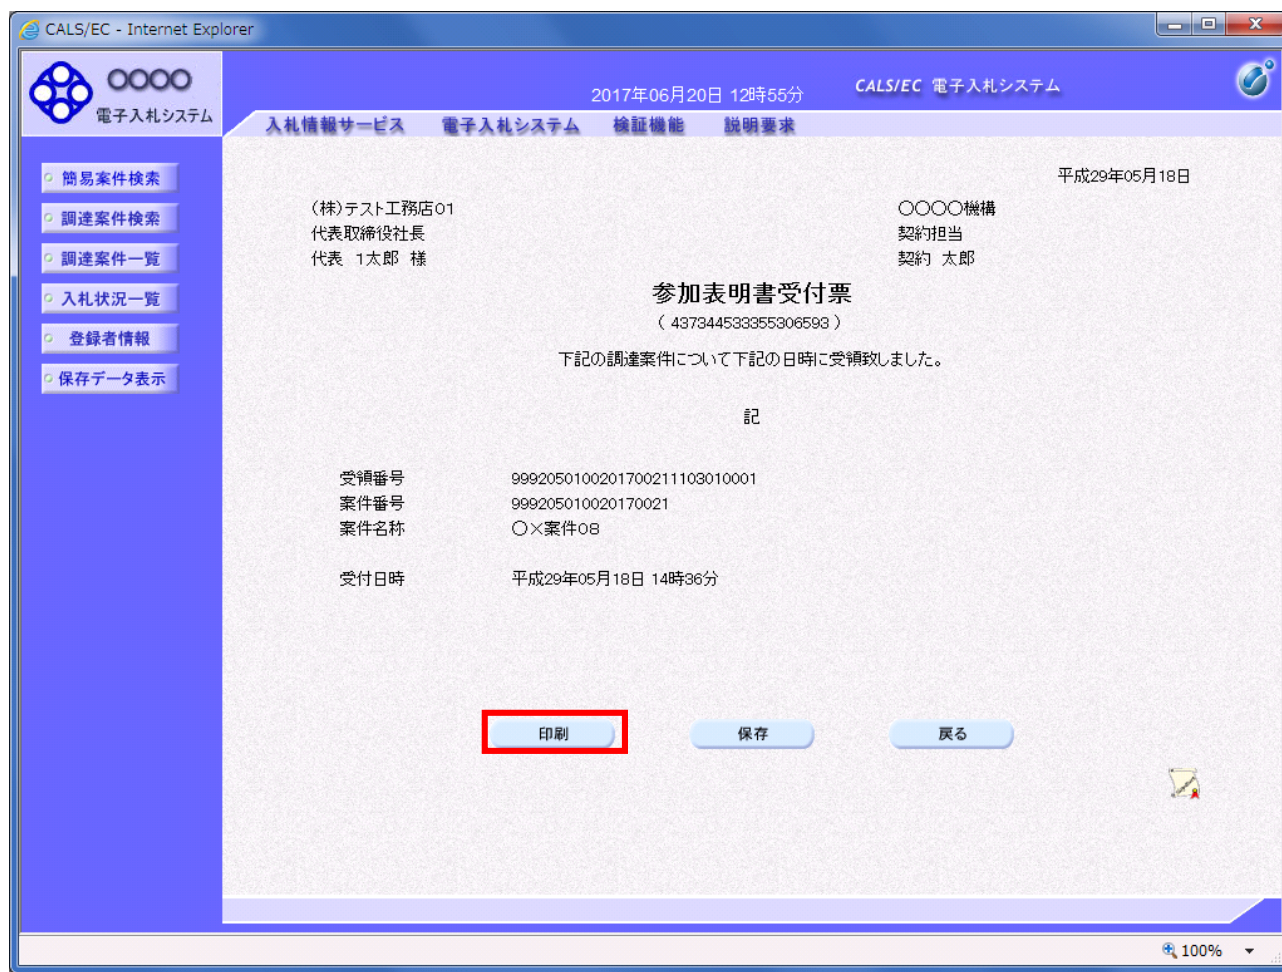 CALS/EC - Internet Explorer
〇〇〇〇
電子入札システム
2017年06月20日 12時55分
CALS/EC 電子入札システム
入札情報サービス 電子入札システム 検証機能 説明要求
簡易案件検索
調達案件検索
調達案件一覧
入札状況一覧
登録者情報
保存データ表示
平成29年05月18日
(株)テスト工務店01
代表取締役社長
代表 1太郎 様
〇〇〇〇機構
契約担当
契約 太郎
参加表明書受付票
( 437344533355306593 )
下記の調達案件について下記の日時に受領致しました。
記
受領番号 9992050100201700211103010001
案件番号 999205010020170021
案件名称 〇×案件08
受付日時 平成29年05月18日 14時36分
印刷 保存 戻る
100%